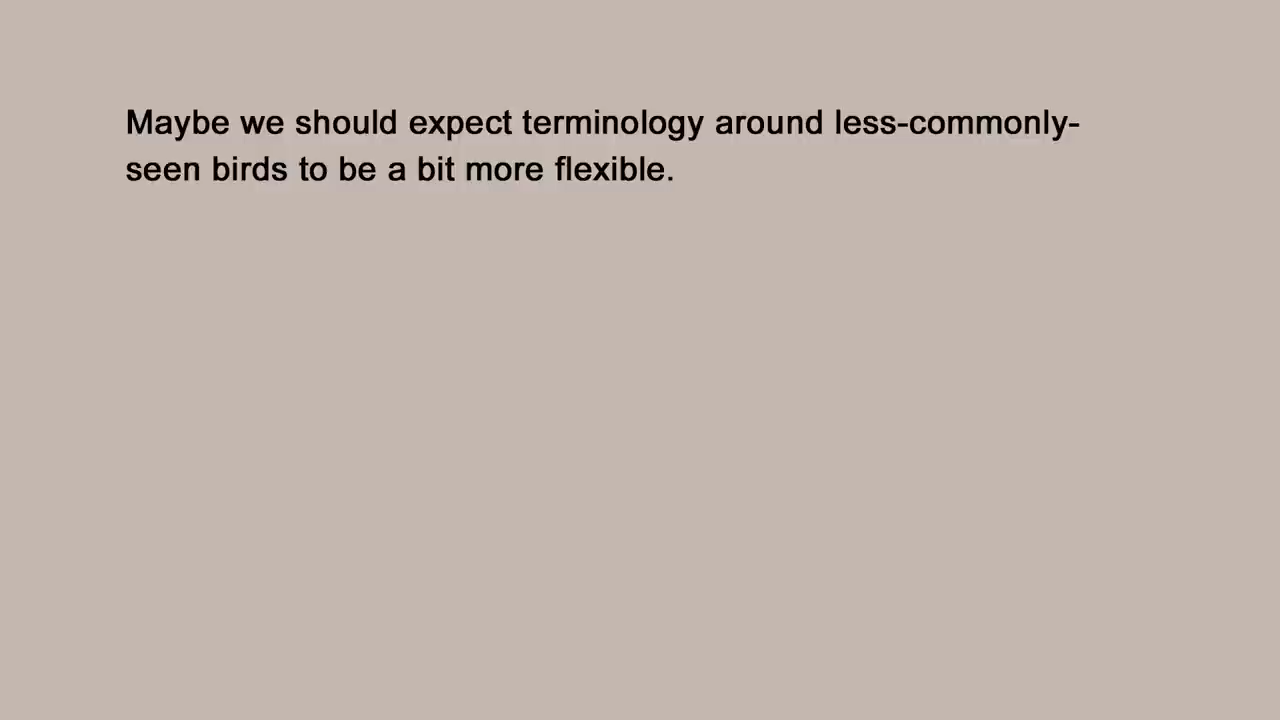 Maybe we should expect terminology around less-commonly-
seen birds to be a bit more flexible.